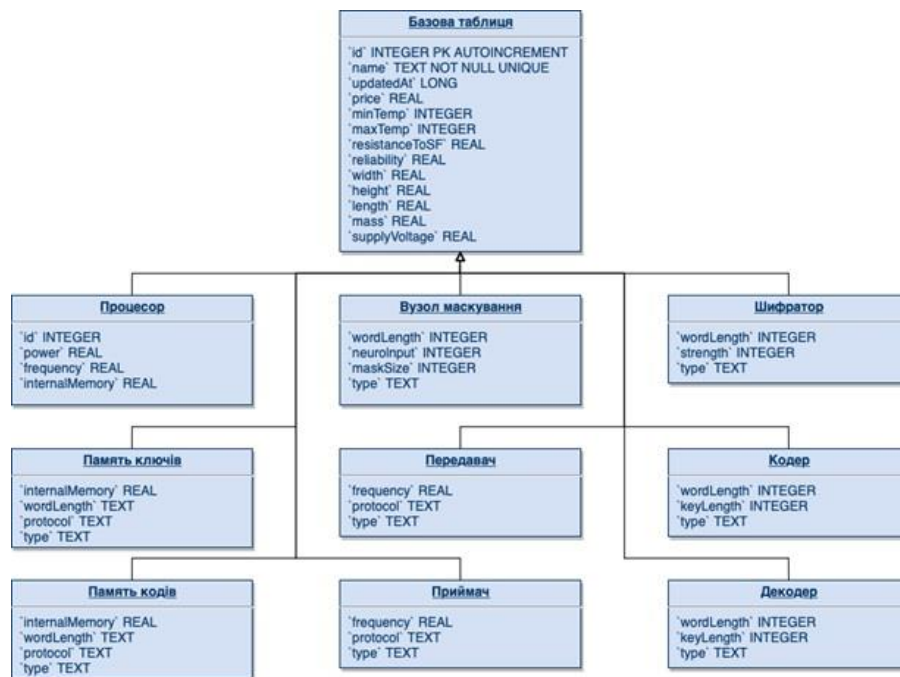 Базова таблиця
`id` INTEGER PK AUTOINCREMENT
`name` TEXT NOT NULL UNIQUE
`updatedAt` LONG
`price` REAL
`minTemp` INTEGER
`maxTemp` INTEGER
`resistanceToSF` REAL
`reliability` REAL
`width` REAL
`height` REAL
`length` REAL
`mass` REAL
`supplyVoltage` REAL
Процесор
`id` INTEGER
`power` REAL
`frequency` REAL
`internalMemory` REAL
Вузол маскування
`wordLength` INTEGER
`neuroInput` INTEGER
`maskSize` INTEGER
`type` TEXT
Шифратор
`wordLength` INTEGER
`strength` INTEGER
`type` TEXT
Память ключів
`internalMemory` REAL
`wordLength` TEXT
`protocol` TEXT
`type` TEXT
Передавач
`frequency` REAL
`protocol` TEXT
`type` TEXT
Кодер
`wordLength` INTEGER
`keyLength` INTEGER
`type` TEXT
Память кодів
`internalMemory` REAL
`wordLength` TEXT
`protocol` TEXT
`type` TEXT
Приймач
`frequency` REAL
`protocol` TEXT
`type` TEXT
Декодер
`wordLength` INTEGER
`keyLength` INTEGER
`type` TEXT